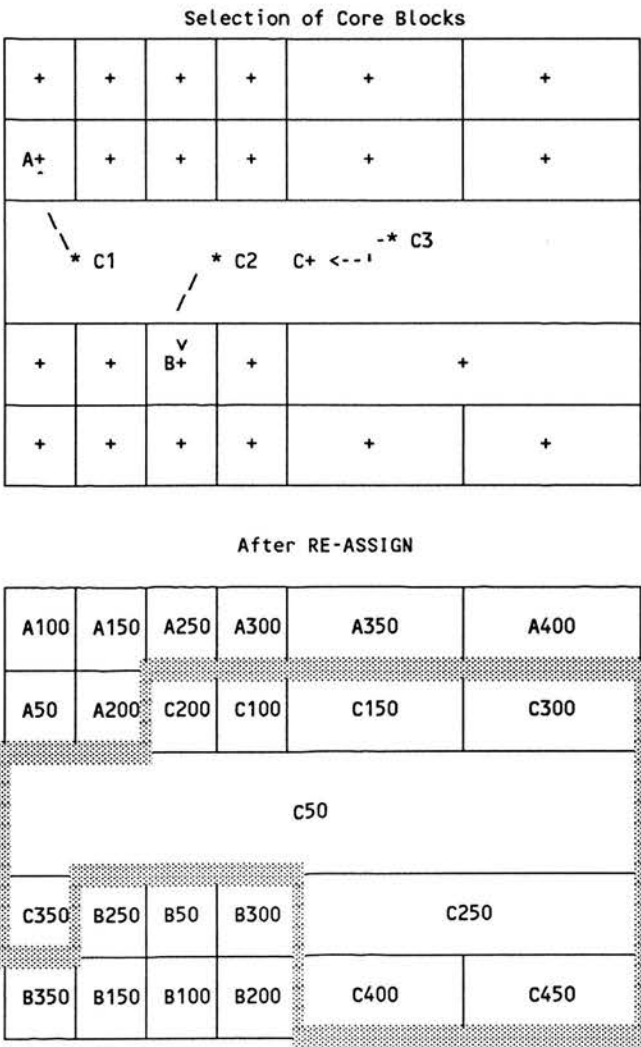 Selection of Core Blocks
+ + + + + +
A+ + + + + +
* C1 * C2 C+ <--' -* C3
+ + B+ + +
+ + + + + +
After RE-ASSIGN
A100 A150 A250 A300 A350 A400
A50 A200 C200 C100 C150 C300
C50
C350 B250 B50 B300 C250
B350 B150 B100 B200 C400 C450